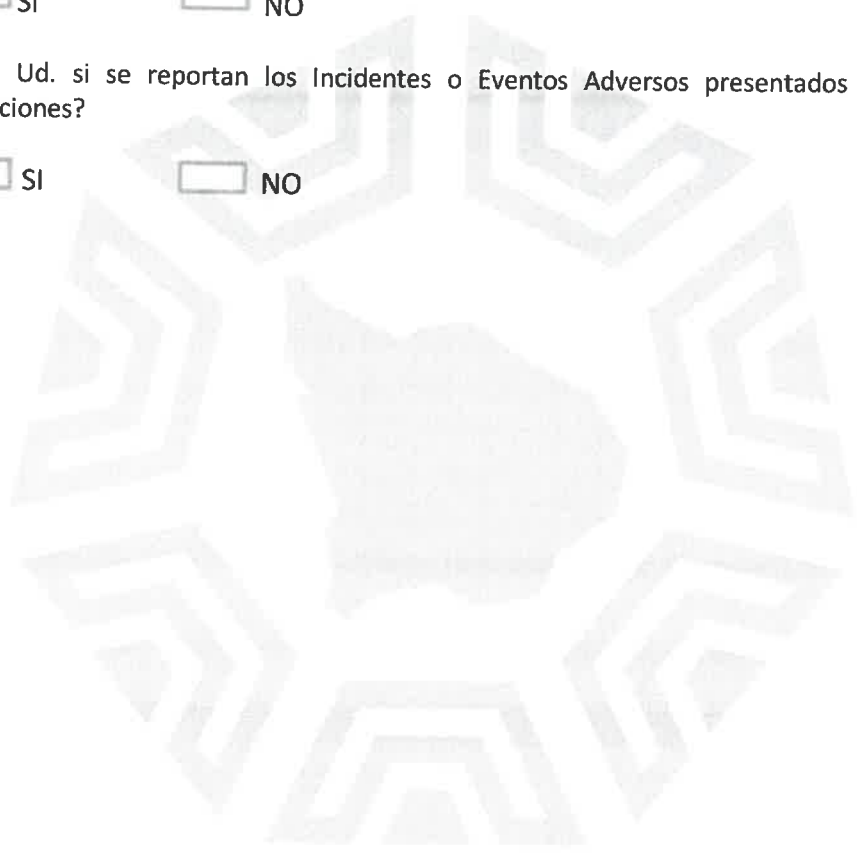 SI NO
Ud. si se reportan los Incidentes o Eventos Adversos presentados
ciones?
SI NO